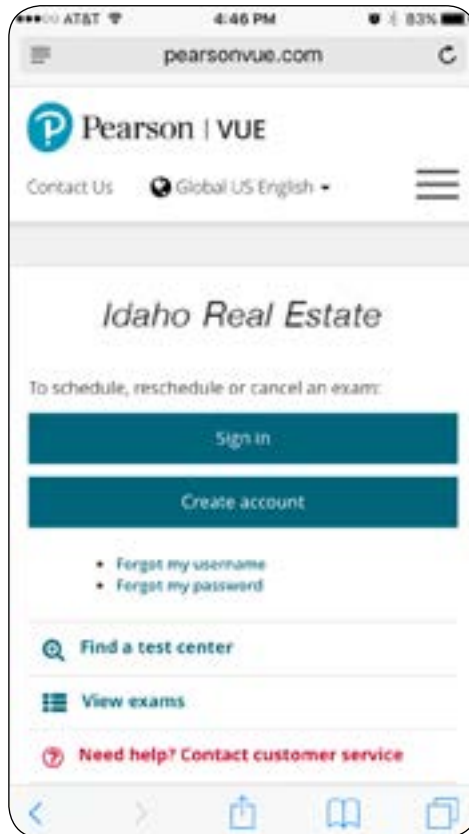 AT&T 4:46 PM 83%
pearsonvue.com
Pearson | VUE
Contact Us Global US English
Idaho Real Estate
To schedule, reschedule or cancel an exam:
Sign in
Create account
• Forgot my username
• Forgot my password
Find a test center
View exams
Need help? Contact customer service